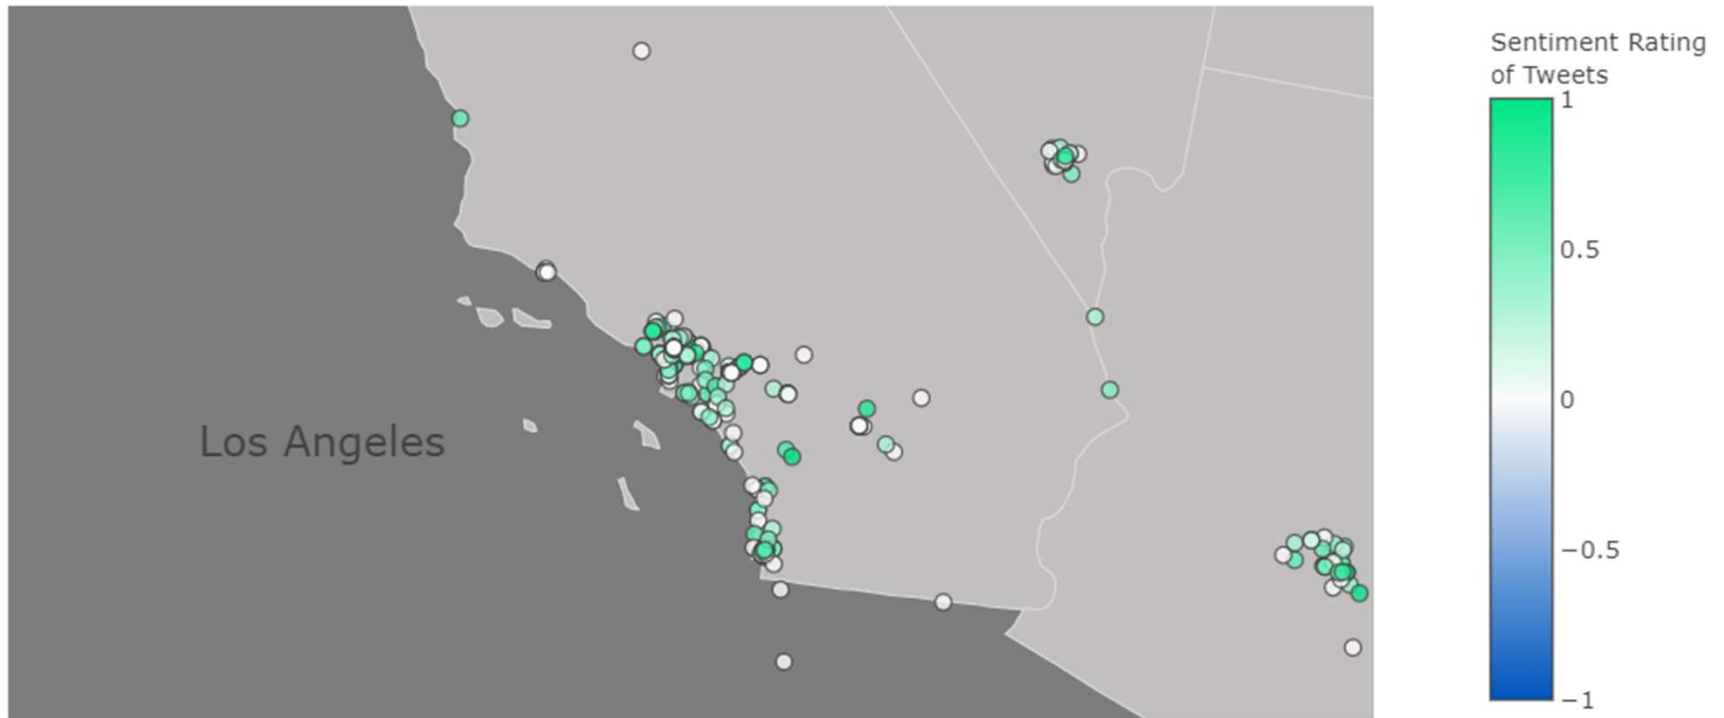 Sentiment Rating
of Tweets
1
0.5
0
−0.5
−1
Los Angeles